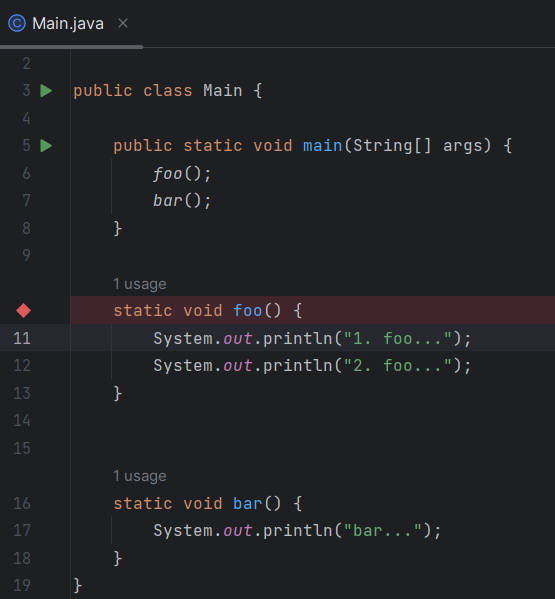 Main.java
2
3 public class Main {
4
5 public static void main(String[] args) {
6 foo();
7 bar();
8 }
9
1 usage
static void foo() {
11 System.out.println("1. foo...");
12 System.out.println("2. foo...");
13 }
14
15
1 usage
16 static void bar() {
17 System.out.println("bar...");
18 }
19 }